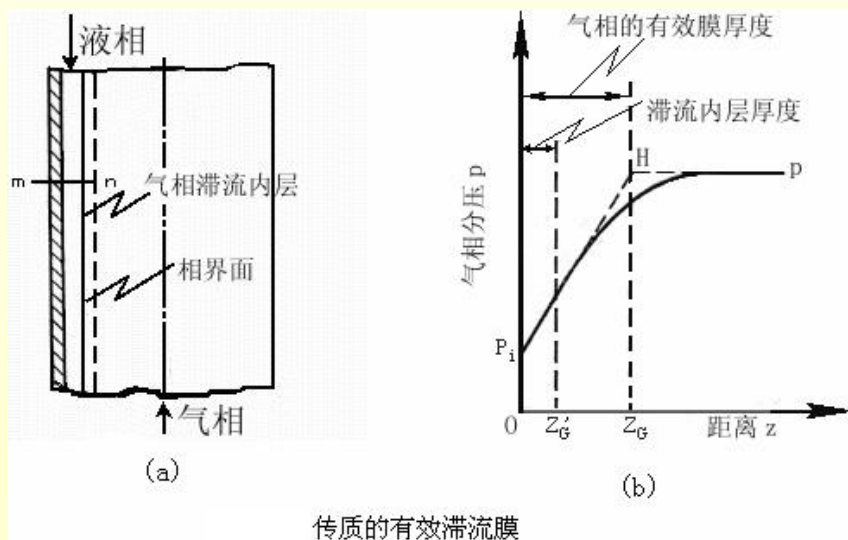 液相
m
n
气相滞流内层
相界面
气相
(a)
气相的有效膜厚度
滞流内层厚度
H
p
气相分压 p
Pi
O
Z'G
ZG
距离 z
(b)
传质的有效滞流膜